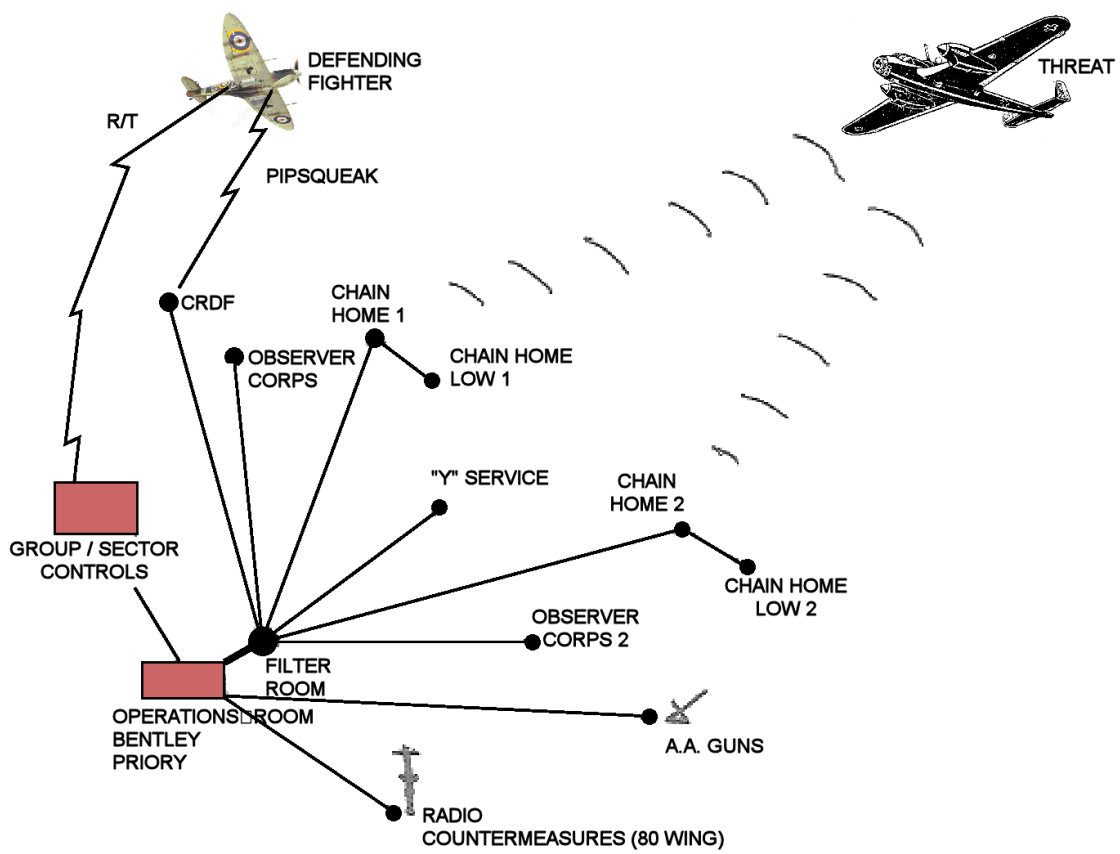 DEFENDING
FIGHTER
THREAT
R/T
PIPSQUEAK
CRDF
CHAIN
HOME 1
OBSERVER
CORPS
CHAIN HOME
LOW 1
"Y" SERVICE
CHAIN
HOME 2
GROUP / SECTOR
CONTROLS
CHAIN HOME
LOW 2
OBSERVER
CORPS 2
FILTER
ROOM
OPERATIONS□ROOM
BENTLEY
PRIORY
A.A. GUNS
RADIO
COUNTERMEASURES (80 WING)